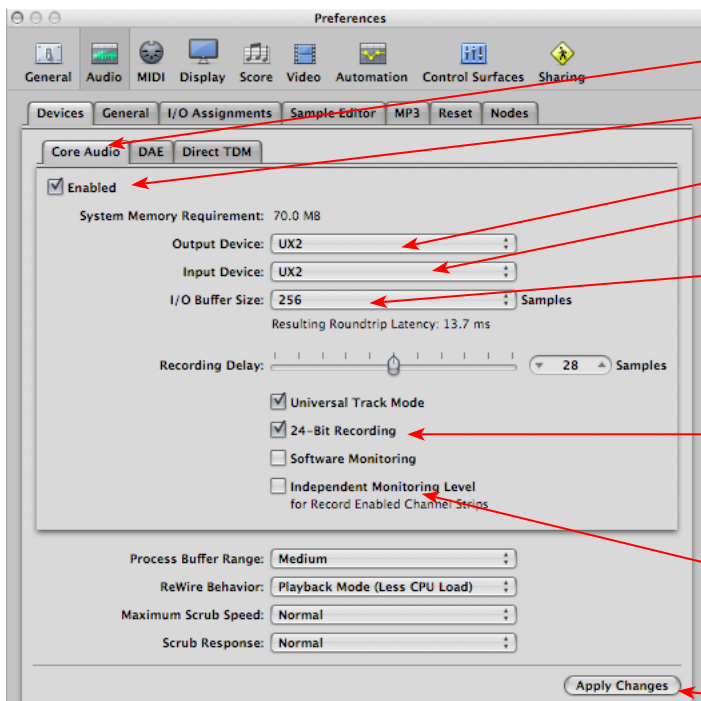 Preferences
General Audio MIDI Display Score Video Automation Control Surfaces Sharing
Devices General I/O Assignments Sample Editor MP3 Reset Nodes
Core Audio DAE Direct TDM
Enabled
System Memory Requirement: 70.0 MB
Output Device: UX2
Input Device: UX2
I/O Buffer Size: 256 Samples
Resulting Roundtrip Latency: 13.7 ms
Recording Delay: 28 Samples
Universal Track Mode
24-Bit Recording
Software Monitoring
Independent Monitoring Level
for Record Enabled Channel Strips
Process Buffer Range: Medium
ReWire Behavior: Playback Mode (Less CPU Load)
Maximum Scrub Speed: Normal
Scrub Response: Normal
Apply Changes